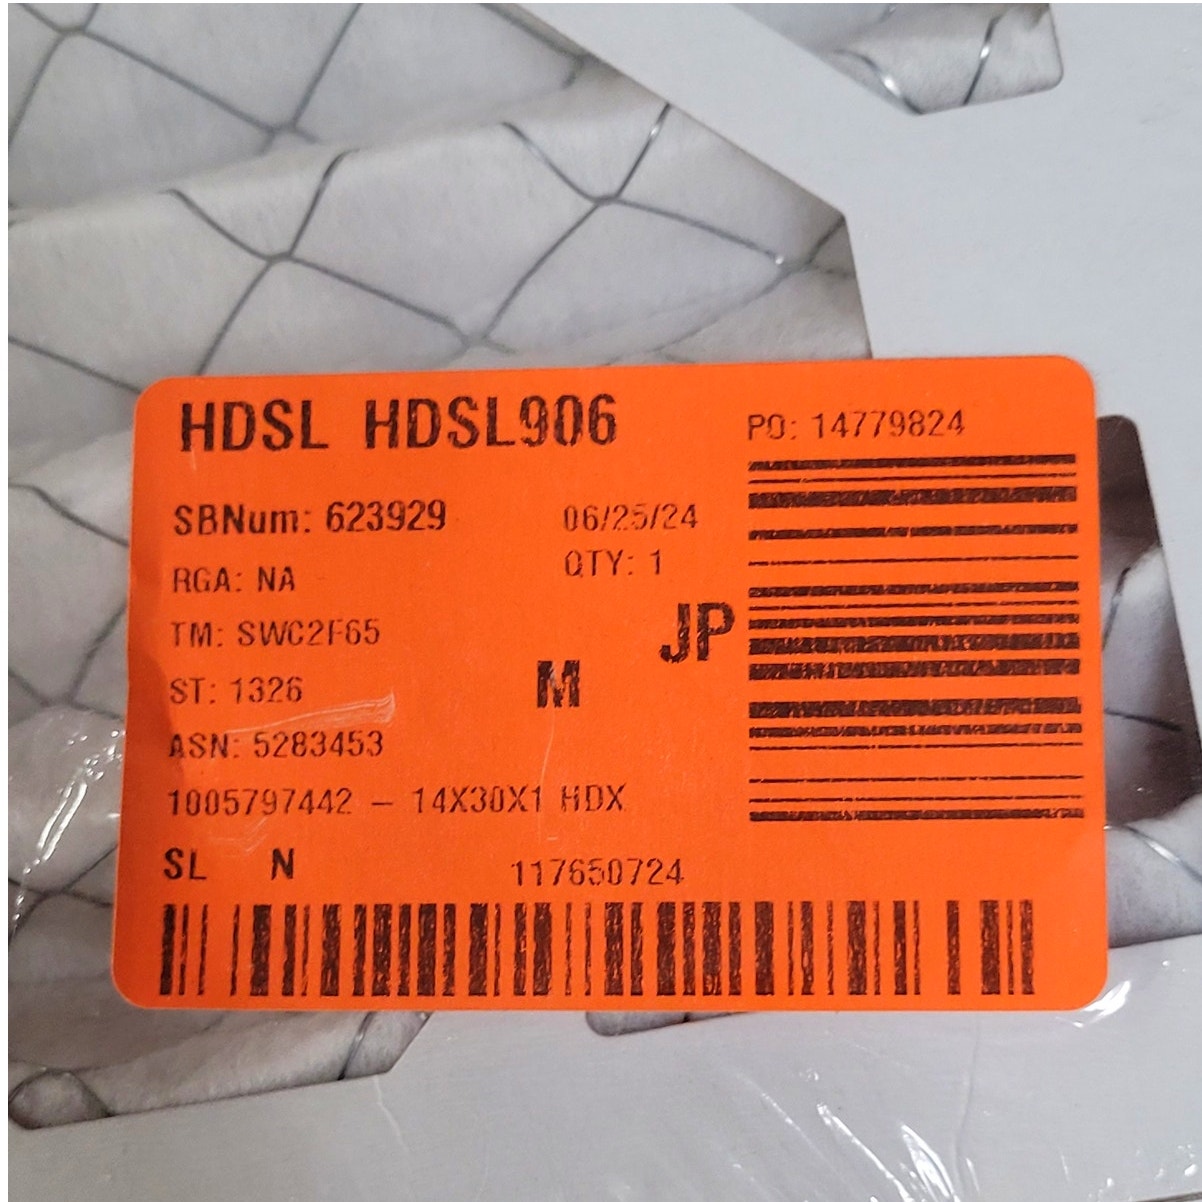 HDSL HDSL906
PO: 14779824
SBNum: 623929
06/25/24
RGA: NA
QTY: 1
TM: SWC2F65
JP
ST: 1326
M
ASN: 5283453
1005797442 – 14X30X1 HDX
SL N
117650724